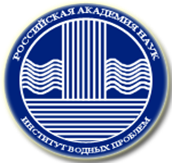 РОССИЙСКАЯ АКАДЕМИЯ НАУК
ИНСТИТУТ ВОДНЫХ ПРОБЛЕМ